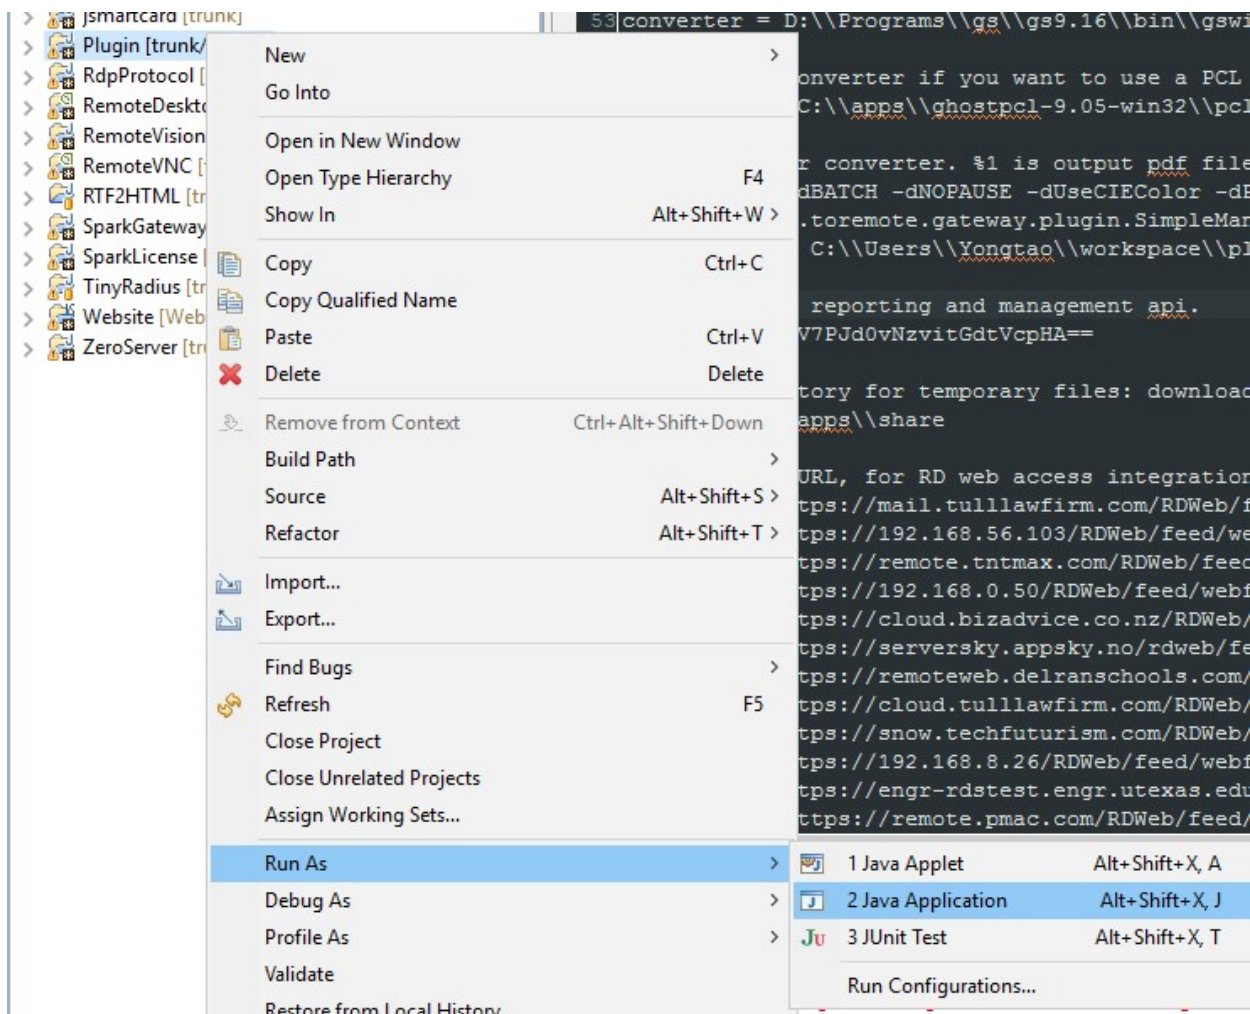 jsmartcard [trunk]
Plugin [trunk/
RdpProtocol [
RemoteDeskto
RemoteVision
RemoteVNC [
RTF2HTML [tr
SparkGateway
SparkLicense [
TinyRadius [tr
Website [Web
ZeroServer [tru
New
Go Into
Open in New Window
Open Type Hierarchy F4
Show In Alt+Shift+W >
Copy Ctrl+C
Copy Qualified Name
Paste Ctrl+V
Delete Delete
Remove from Context Ctrl+Alt+Shift+Down
Build Path
Source Alt+Shift+S >
Refactor Alt+Shift+T >
Import...
Export...
Find Bugs
Refresh F5
Close Project
Close Unrelated Projects
Assign Working Sets...
Run As
Debug As
Profile As
Validate
Restore from Local History
53 converter = D:\\Programs\\gs\\gs9.16\\bin\\gswi
onverter if you want to use a PCL
C:\\apps\\ghostpcl-9.05-win32\\pcl
r converter. %1 is output pdf file
dBATCH -dNOPAUSE -dUseCIEColor -dP
.toremote.gateway.plugin.SimpleMan
C:\\Users\\Yongtao\\workspace\\pl
reporting and management api.
V7PJd0vNzvitGdtVcpHA==
tory for temporary files: download
apps\\share
URL, for RD web access integration
tps://mail.tulllawfirm.com/RDWeb/f
tps://192.168.56.103/RDWeb/feed/we
tps://remote.tntmax.com/RDWeb/feed
tps://192.168.0.50/RDWeb/feed/webf
tps://cloud.bizadvice.co.nz/RDWeb/
tps://serversky.appsky.no/rdweb/fe
tps://remoteweb.delranschools.com/
tps://cloud.tulllawfirm.com/RDWeb/
tps://snow.techfuturism.com/RDWeb/
tps://192.168.8.26/RDWeb/feed/webf
tps://engr-rdstest.engr.utexas.edu
ttps://remote.pmac.com/RDWeb/feed/
1 Java Applet Alt+Shift+X, A
2 Java Application Alt+Shift+X, J
3 JUnit Test Alt+Shift+X, T
Run Configurations...